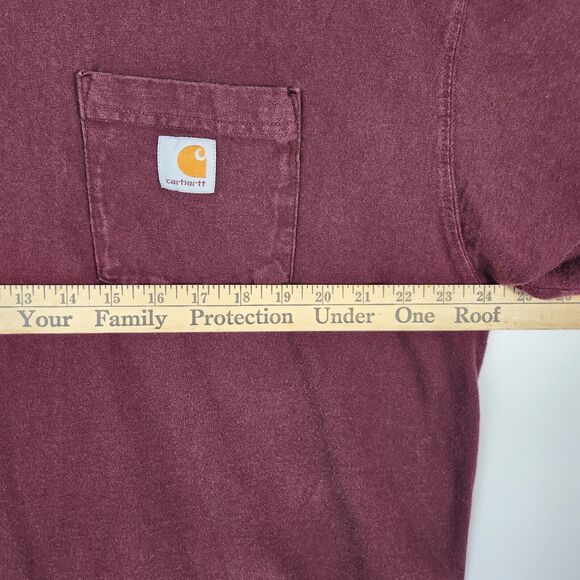 carhartt
13 14 15 16 17 18 19 20 21 22 23 24 25 26
Your Family Protection Under One Roof